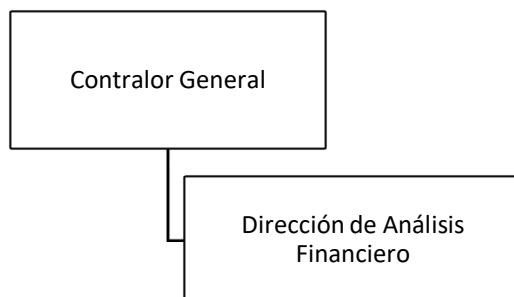 Contralor General
Dirección de Análisis
Financiero